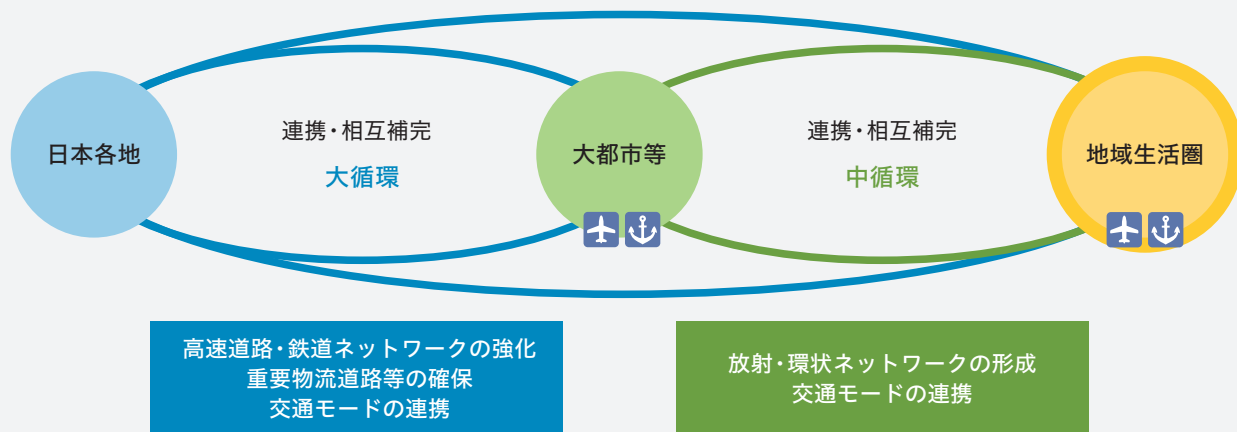 日本各地
連携・相互補完
大循環
大都市等
連携・相互補完
中循環
地域生活圏
高速道路・鉄道ネットワークの強化
重要物流道路等の確保
交通モードの連携
放射・環状ネットワークの形成
交通モードの連携